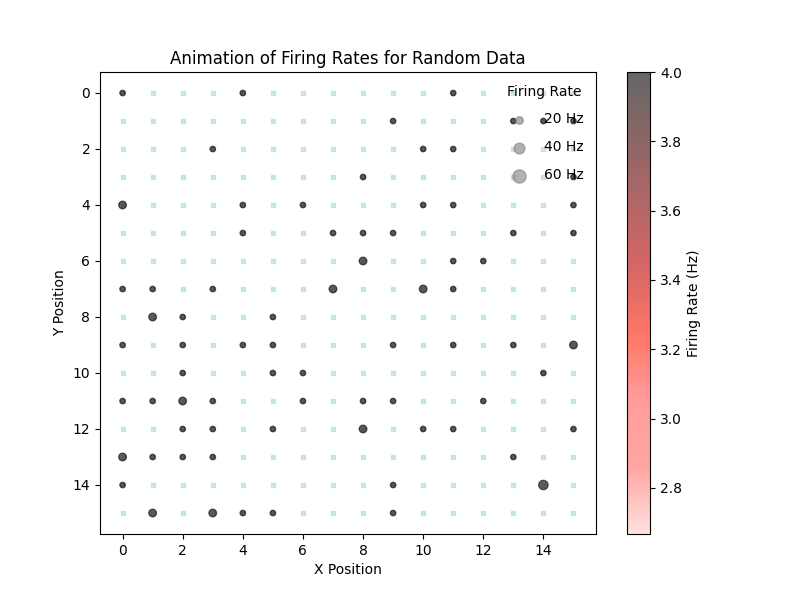 Animation of Firing Rates for Random Data
Firing Rate
20 Hz
40 Hz
60 Hz
0
2
4
6
8
10
12
14
Y Position
0 2 4 6 8 10 12 14
X Position
4.0
3.8
3.6
3.4
3.2
3.0
2.8
Firing Rate (Hz)